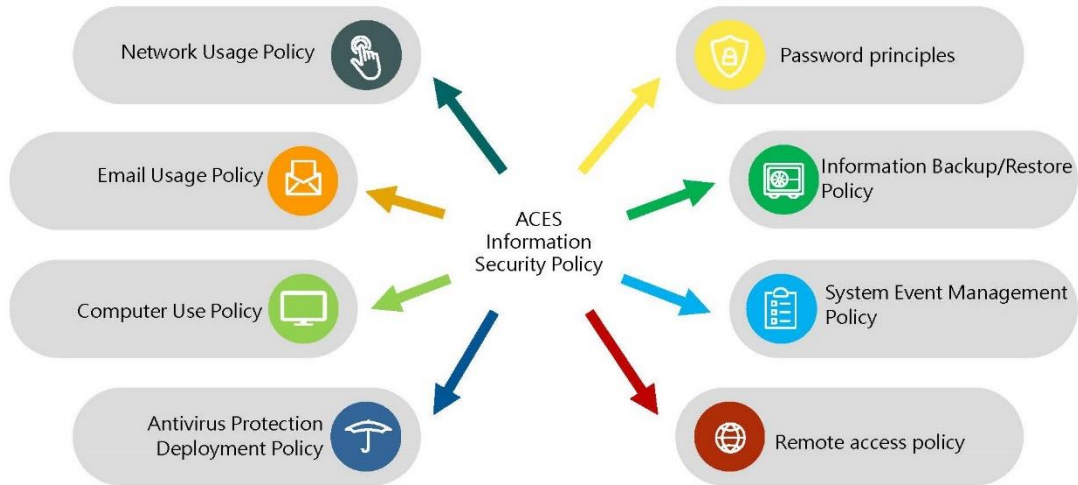 Network Usage Policy
Password principles
Email Usage Policy
Information Backup/Restore
Policy
ACES
Information
Security Policy
Computer Use Policy
System Event Management
Policy
Antivirus Protection
Deployment Policy
Remote access policy